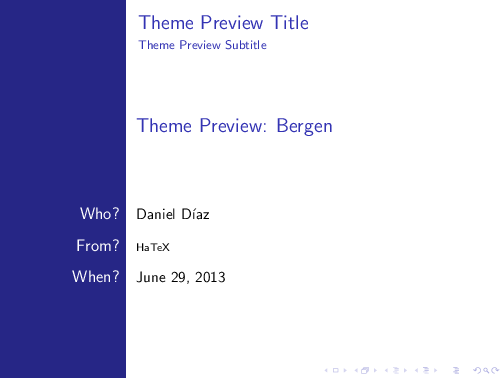 Theme Preview Title
Theme Preview Subtitle
Theme Preview: Bergen
Who? Daniel Díaz
From? HaTeX
When? June 29, 2013